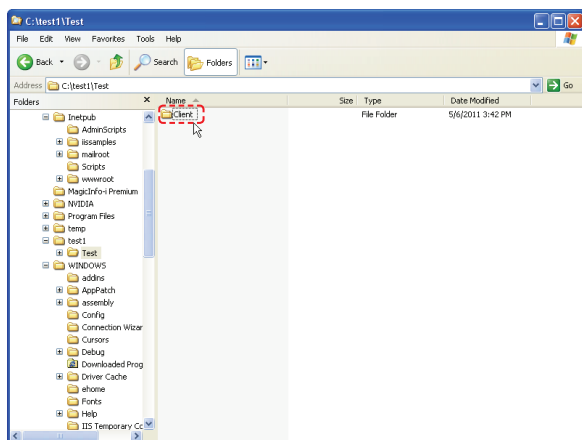 C:\test1\Test
File Edit View Favorites Tools Help
Back Search Folders
Address C:\test1\Test Go
Folders x Name Size Type Date Modified
Client File Folder 5/6/2011 3:42 PM
Inetpub
AdminScripts
iissamples
mailroot
Scripts
wwwroot
MagicInfo-i Premium
NVIDIA
Program Files
temp
test1
Test
WINDOWS
addins
AppPatch
assembly
Config
Connection Wizar
Cursors
Debug
Downloaded Prog
Driver Cache
ehome
Fonts
Help
IIS Temporary Co